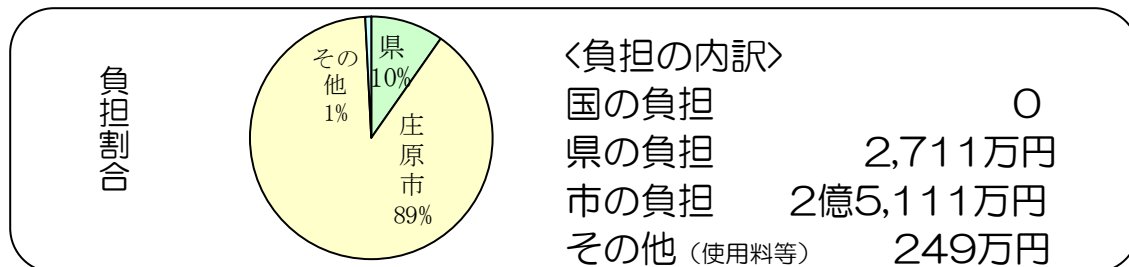 負担割合
その
他
1%
県
10%
庄
原
市
89%
<負担の内訳>
国の負担 0
県の負担 2,711万円
市の負担 2億5,111万円
その他（使用料等） 249万円